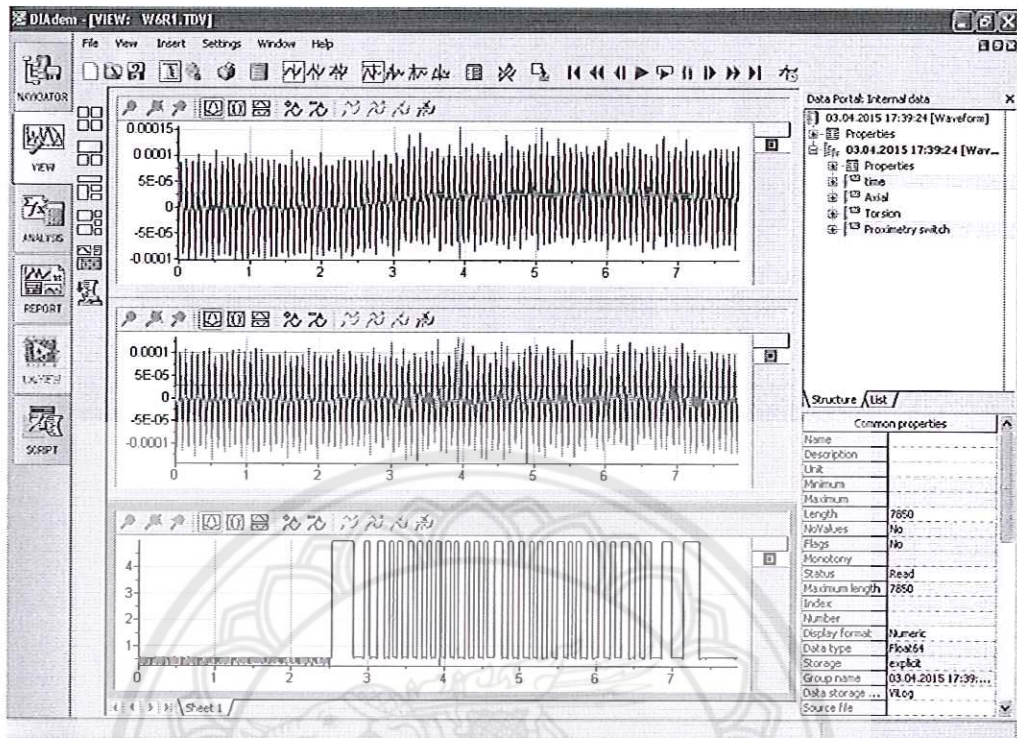 DIAdem - [VIEW: W6R1.TDV]
File View Insert Settings Window Help
NAVIGATOR
VIEW
ANALYSIS
REPORT
SCRIPT
0.00015
0.0001
5E-05
0
-5E-05
-0.0001
0 1 2 3 4 5 6 7
0.0001
5E-05
0
-5E-05
-0.0001
0 1 2 3 4 5 6 7
4
3
2
1
0 1 2 3 4 5 6 7
Sheet 1
Data Portal: Internal data
03.04.2015 17:39:24 [Waveform]
Properties
03.04.2015 17:39:24 [Wav...
Properties
time
Axial
Torsion
Proximetry switch
Structure List
Common properties
Name
Description
Unit
Minimum
Maximum
Length 7850
NoValues No
Flags No
Monotony
Status Read
Maximum length 7850
Index
Number
Display format Numeric
Data type Float64
Storage explicit
Group name 03.04.2015 17:39:...
Data storage ... VILog
Source file